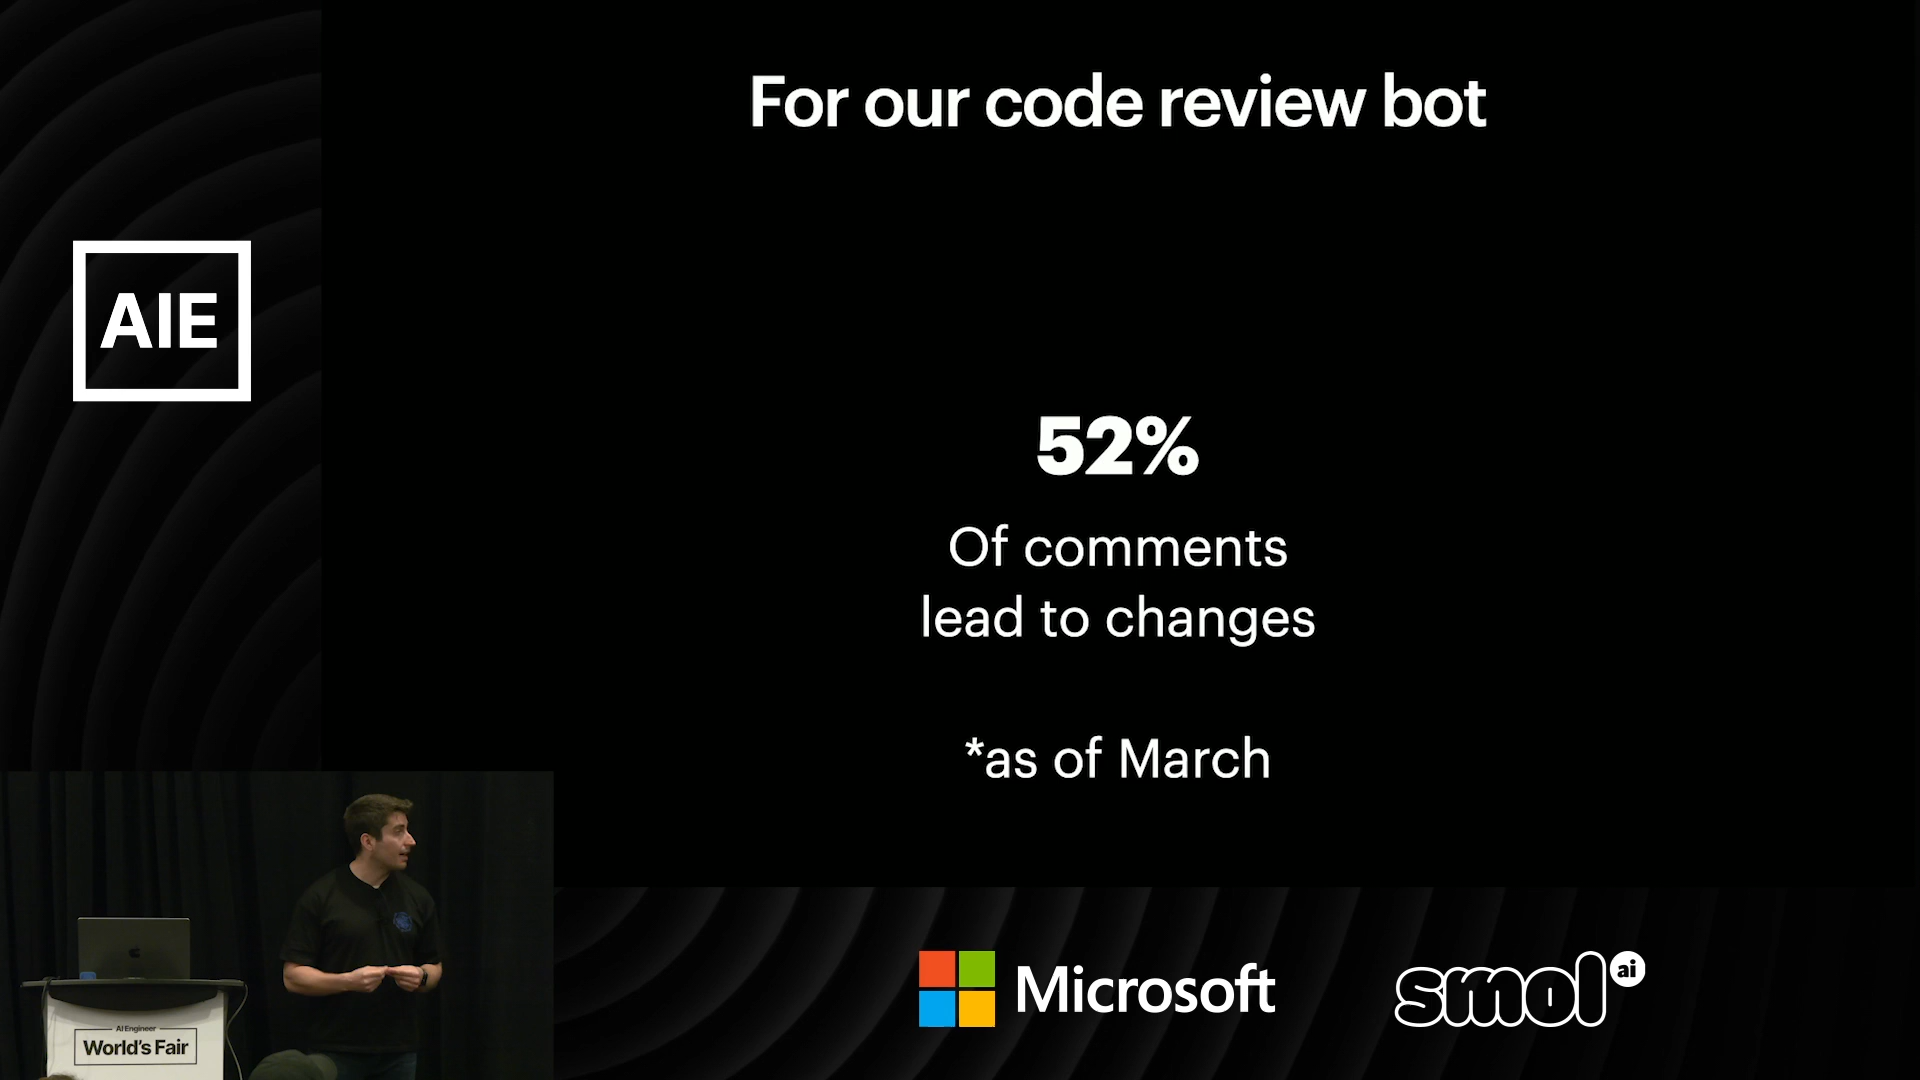 For our code review bot
AIE
52%
Of comments
lead to changes
*as of March
AI Engineer
World's Fair
Microsoft
smol ai